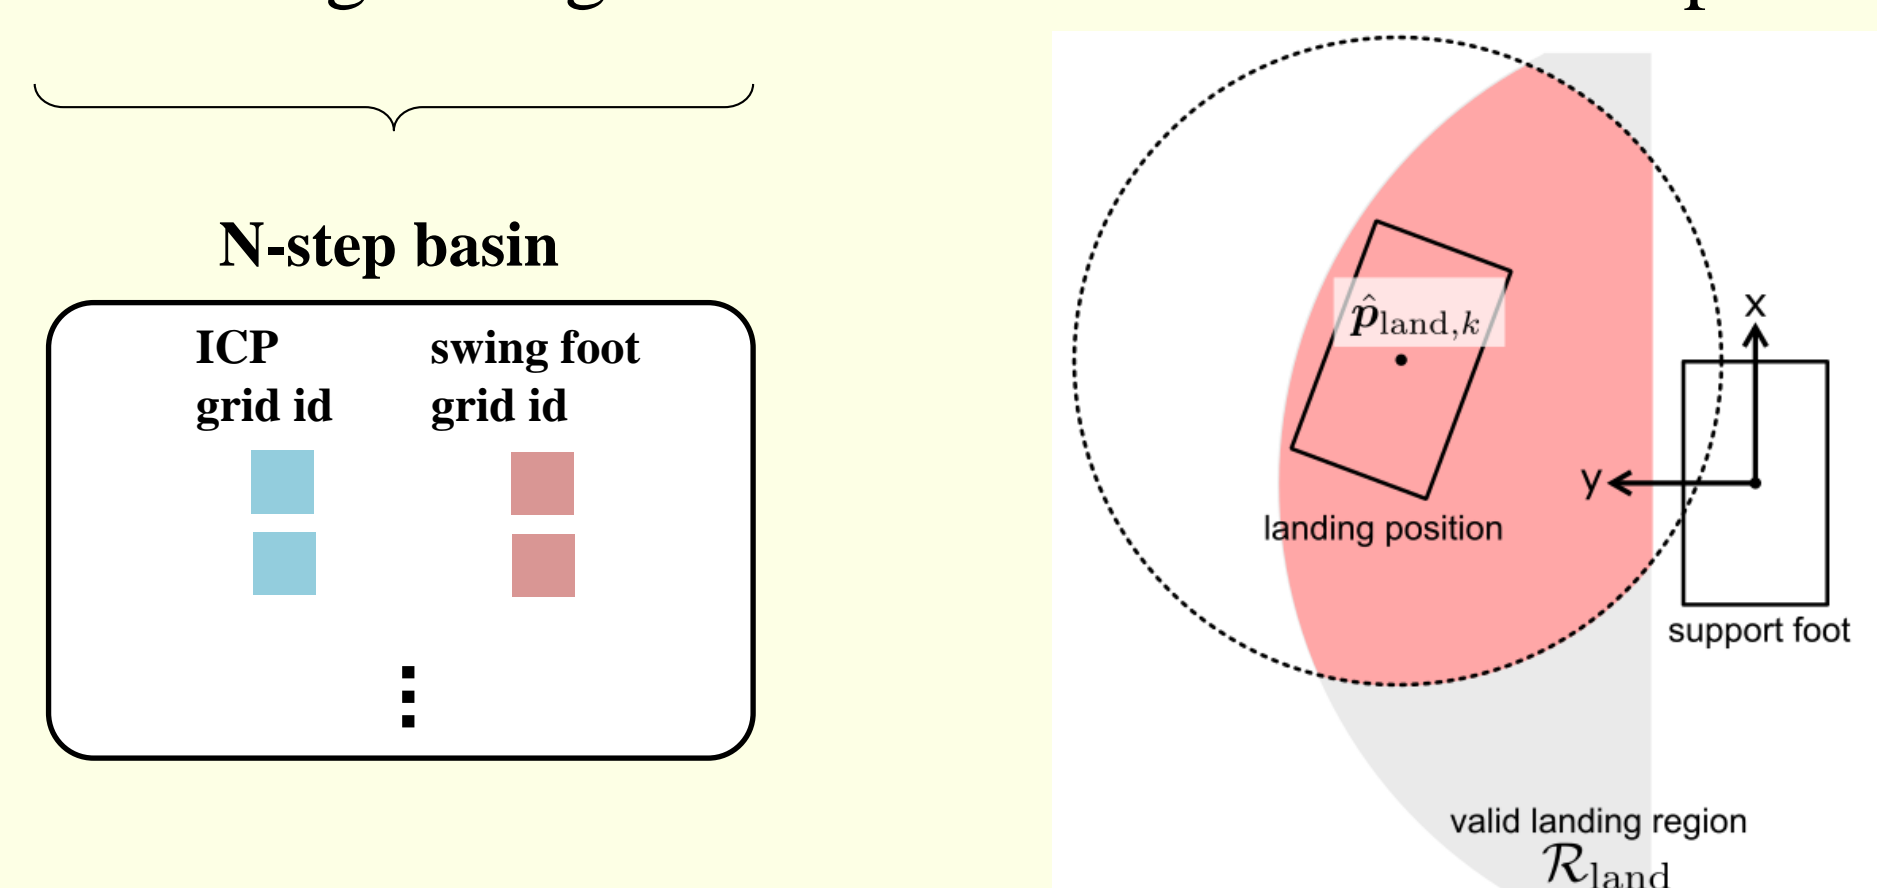 N-step basin
ICP grid id
swing foot grid id
x
p̂land,k
y
landing position
support foot
valid landing region
Rland